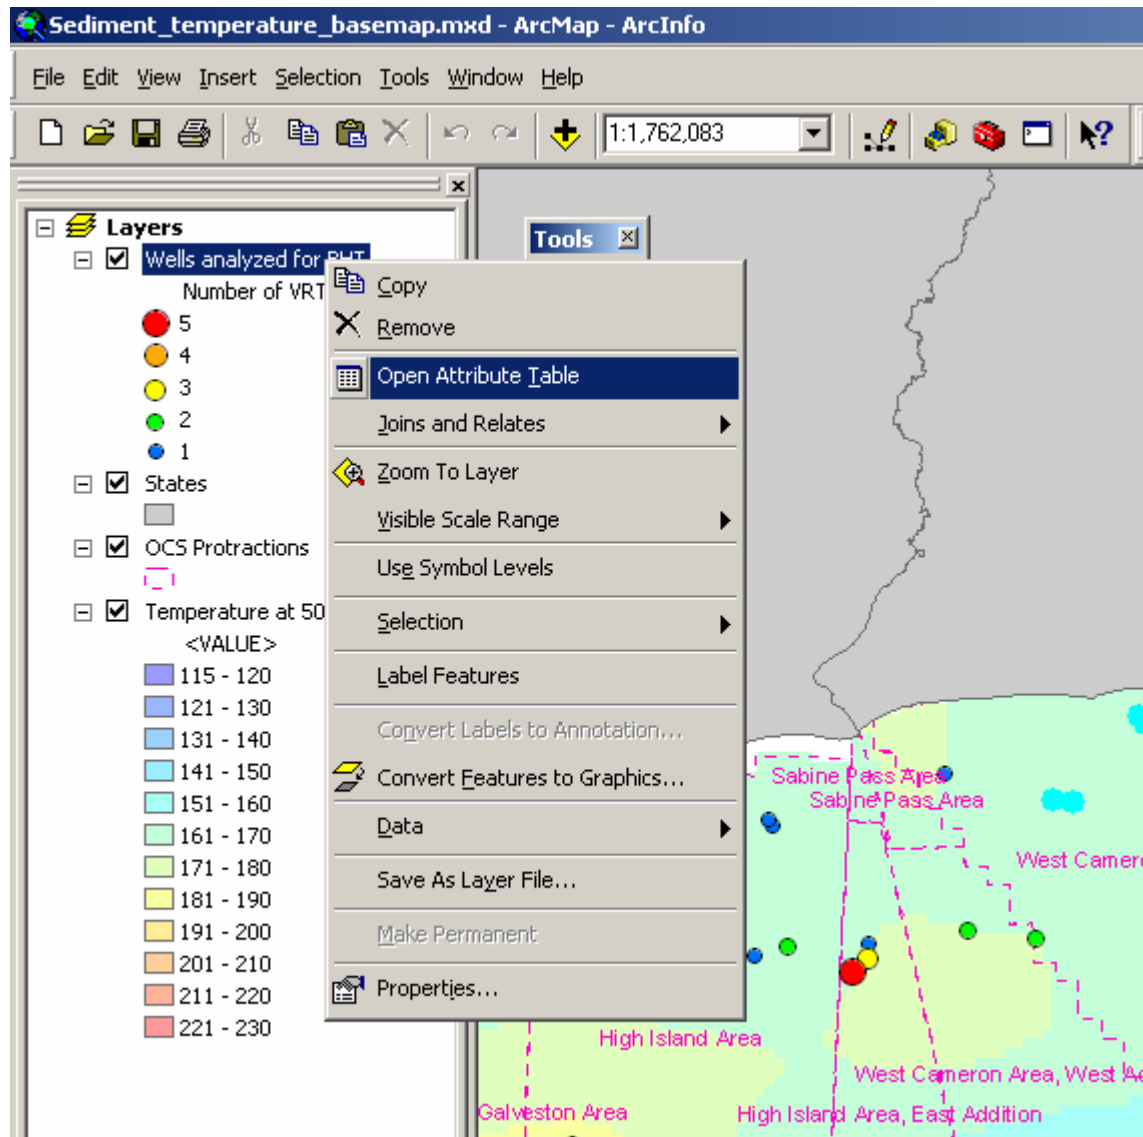 Sediment_temperature_basemap.mxd - ArcMap - ArcInfo
File Edit View Insert Selection Tools Window Help
1:1,762,083
Layers
Wells analyzed for BHT
Number of VRT
5
4
3
2
1
States
OCS Protractions
Temperature at 50
<VALUE>
115 - 120
121 - 130
131 - 140
141 - 150
151 - 160
161 - 170
171 - 180
181 - 190
191 - 200
201 - 210
211 - 220
221 - 230
Tools
Copy
Remove
Open Attribute Table
Joins and Relates
Zoom To Layer
Visible Scale Range
Use Symbol Levels
Selection
Label Features
Convert Labels to Annotation...
Convert Features to Graphics...
Data
Save As Layer File...
Make Permanent
Properties...
Sabine Pass Area
Sabine Pass Area
West Camer
High Island Area
West Cameron Area, West Ad
Galveston Area
High Island Area, East Addition